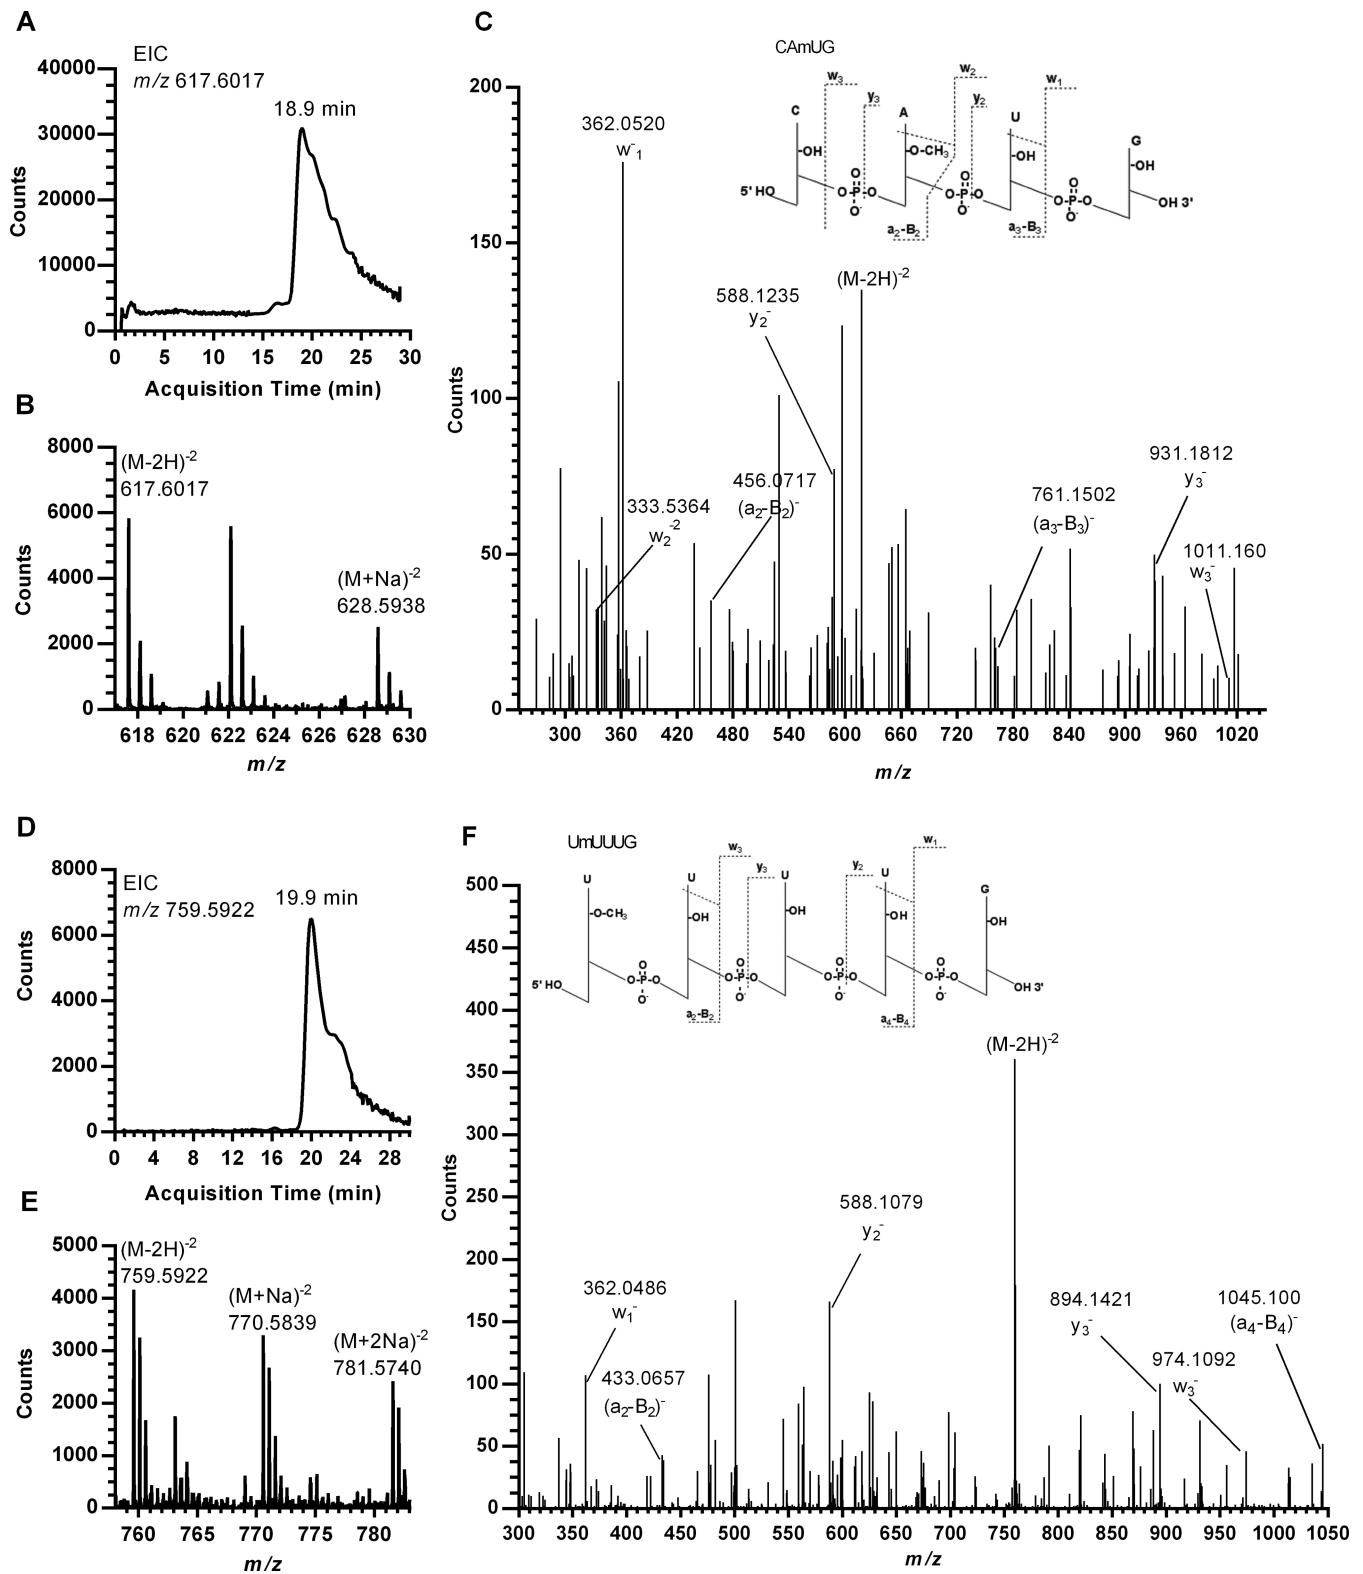 A
EIC
m/z 617.6017
18.9 min
40000
30000
20000
10000
0
Counts
0 5 10 15 20 25 30
Acquisition Time (min)
B
8000
6000
4000
2000
0
Counts
(M-2H)-2
617.6017
(M+Na)-2
628.5938
618 620 622 624 626 628 630
m/z
C
CAmUG
w3 y3 w2 y2 w1
C A U G
-OH -O-CH3 -OH -OH
5' HO O-P-O O O- O-P-O O O- O-P-O O O- OH 3'
a2-B2 a3-B3
200
150
100
50
0
Counts
362.0520
w-1
(M-2H)-2
588.1235
y2-
456.0717
(a2-B2)-
333.5364
w2-2
931.1812
y3-
761.1502
(a3-B3)-
1011.160
w3-
300 360 420 480 540 600 660 720 780 840 900 960 1020
m/z
D
EIC
m/z 759.5922
19.9 min
8000
6000
4000
2000
0
Counts
0 4 8 12 16 20 24 28
Acquisition Time (min)
E
5000
4000
3000
2000
1000
0
Counts
(M-2H)-2
759.5922
(M+Na)-2
770.5839
(M+2Na)-2
781.5740
760 765 770 775 780
m/z
F
UmUUUG
w3 y3 y2 w1
U U U U G
-O-CH3 -OH -OH -OH -OH
5' HO O-P-O O O- O-P-O O O- O-P-O O O- O-P-O O O- OH 3'
a2-B2 a4-B4
500
450
400
350
300
250
200
150
100
50
0
Counts
(M-2H)-2
588.1079
y2-
362.0486
w1-
433.0657
(a2-B2)-
894.1421
y3-
974.1092
w3-
1045.100
(a4-B4)-
300 350 400 450 500 550 600 650 700 750 800 850 900 950 1000 1050
m/z